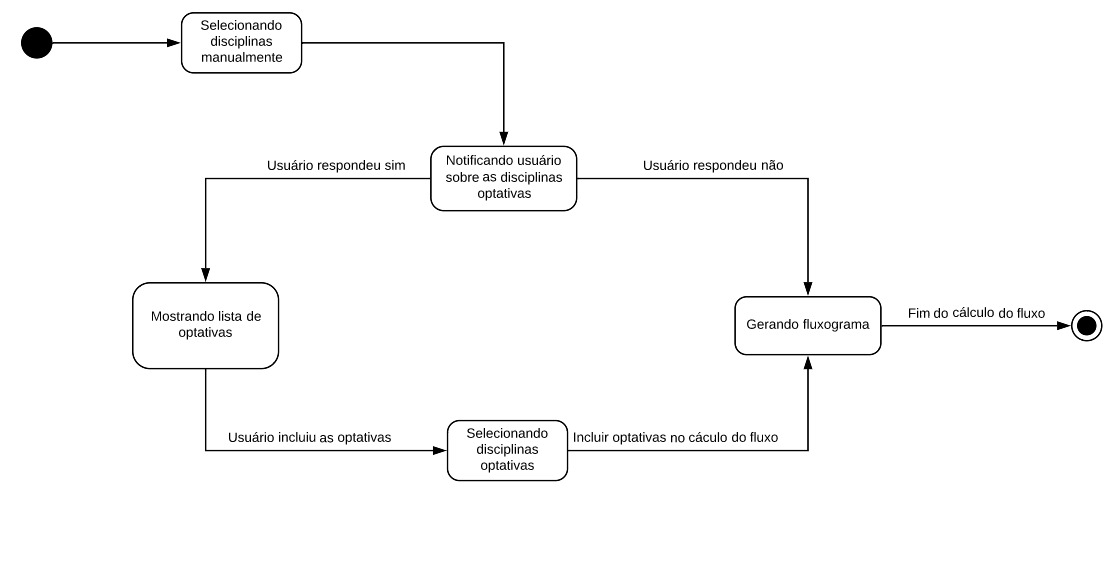 Selecionando
disciplinas
manualmente
Usuário respondeu sim
Notificando usuário
sobre as disciplinas
optativas
Usuário respondeu não
Mostrando lista de
optativas
Gerando fluxograma
Fim do cálculo do fluxo
Usuário incluiu as optativas
Selecionando
disciplinas
optativas
Incluir optativas no cáculo do fluxo